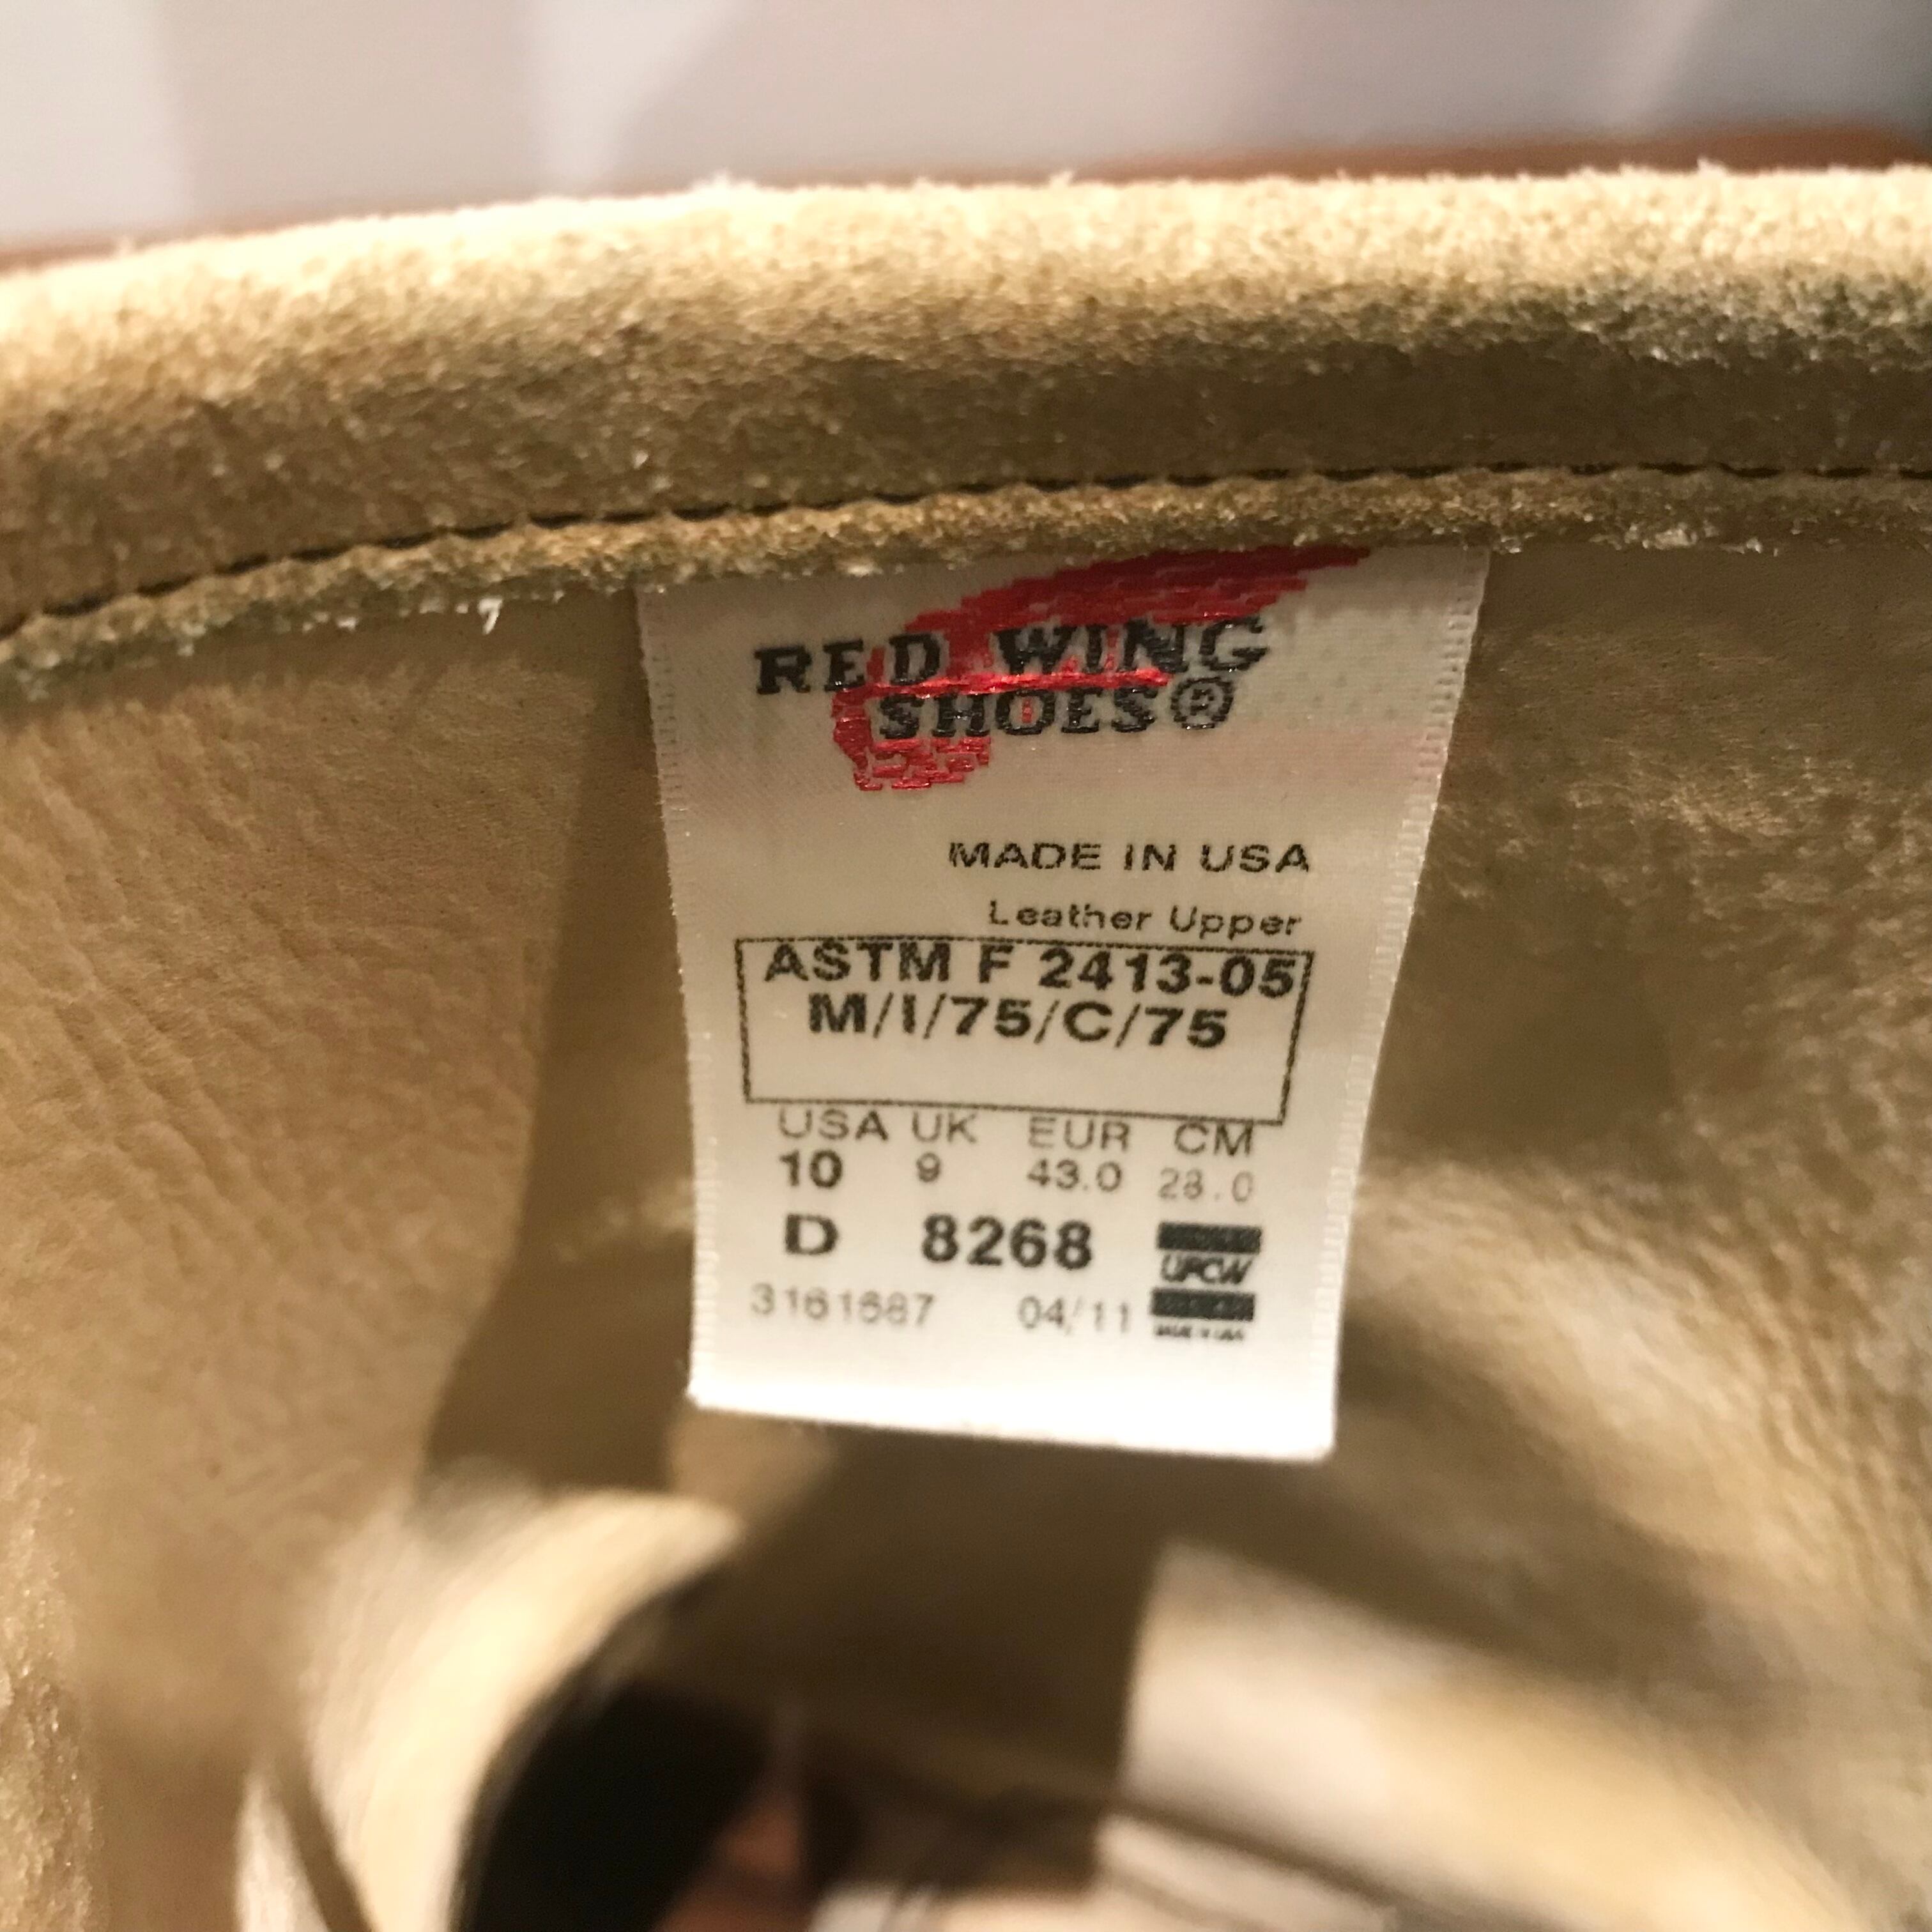 RED WING
SHOES®
MADE IN USA
Leather Upper
ASTM F 2413-05
M/I/75/C/75
USA UK EUR CM
10 9 43.0 28.0
D 8268
UFCW
3161687 04/11